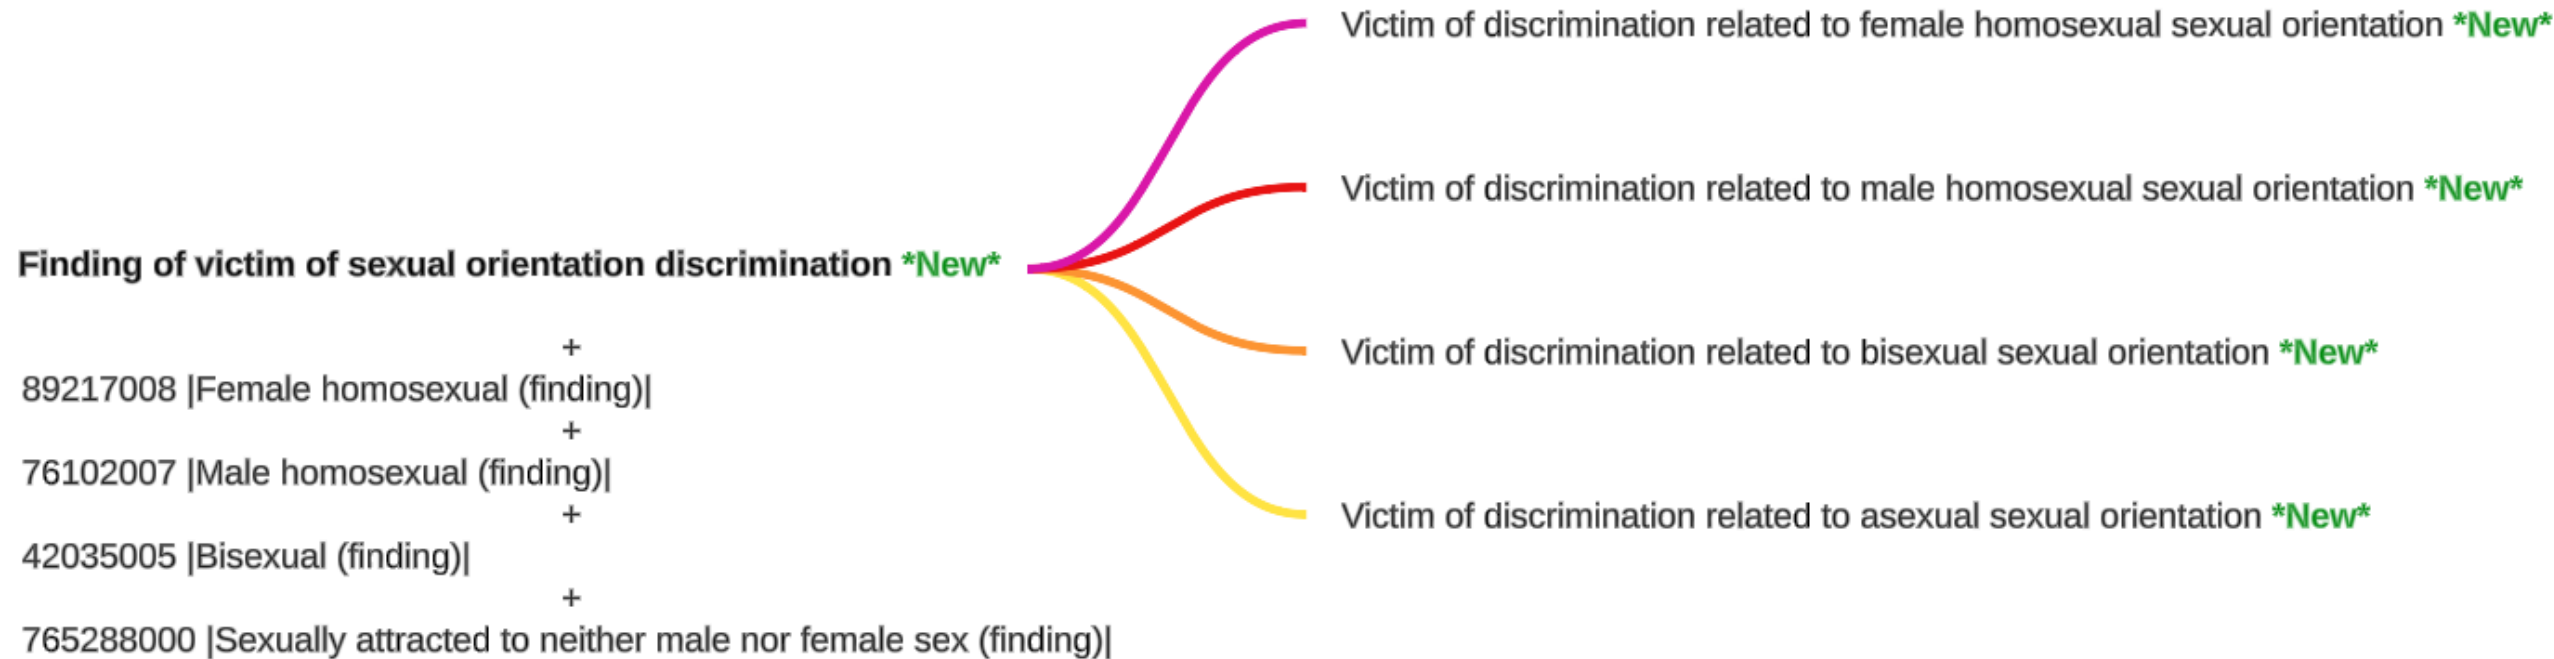 Victim of discrimination related to female homosexual sexual orientation *New*
Victim of discrimination related to male homosexual sexual orientation *New*
Finding of victim of sexual orientation discrimination *New*
+
89217008 |Female homosexual (finding)|
+
76102007 |Male homosexual (finding)|
+
42035005 |Bisexual (finding)|
+
765288000 |Sexually attracted to neither male nor female sex (finding)|
Victim of discrimination related to bisexual sexual orientation *New*
Victim of discrimination related to asexual sexual orientation *New*